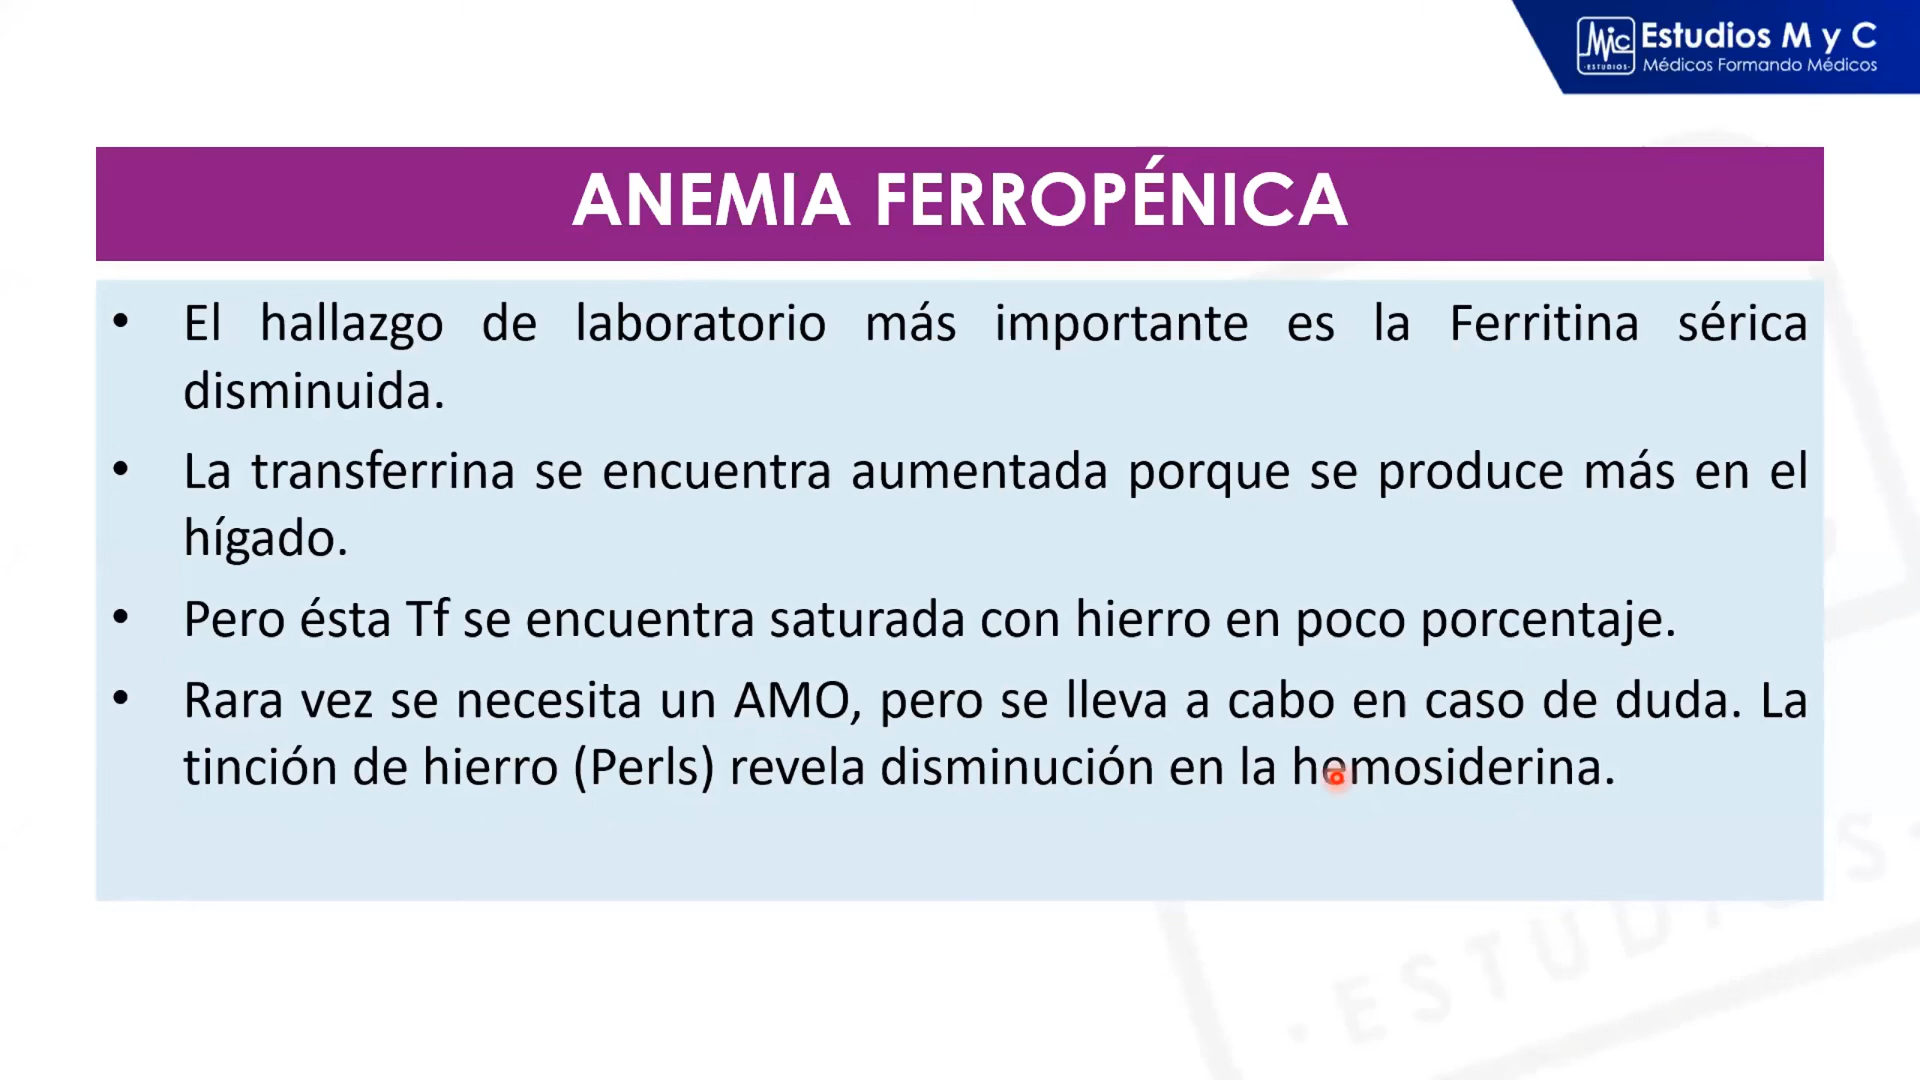 Mic
·ESTUDIOS·
Estudios M y C
Médicos Formando Médicos
ANEMIA FERROPÉNICA
• El hallazgo de laboratorio más importante es la Ferritina sérica
disminuida.
• La transferrina se encuentra aumentada porque se produce más en el
hígado.
• Pero ésta Tf se encuentra saturada con hierro en poco porcentaje.
• Rara vez se necesita un AMO, pero se lleva a cabo en caso de duda. La
tinción de hierro (Perls) revela disminución en la hemosiderina.
· ESTUDIOS ·